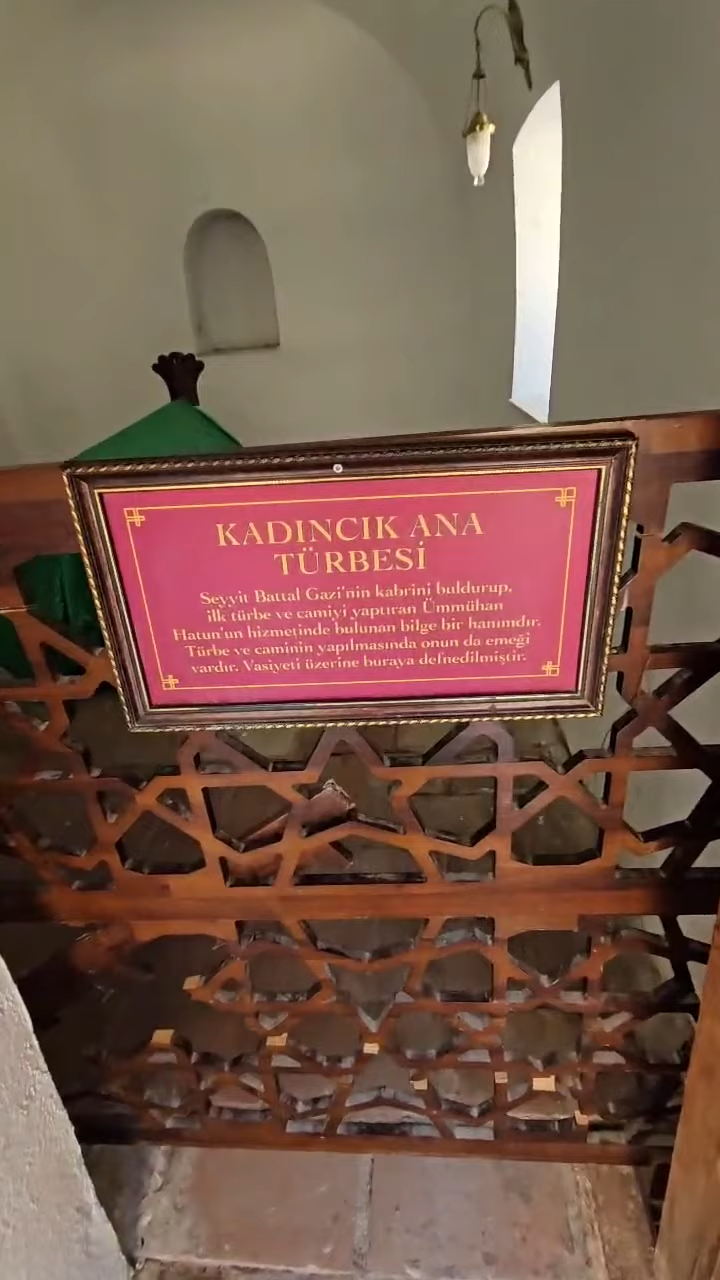 KADINCIK ANA
TÜRBESİ
Seyyit Battal Gazi'nin kabrini buldurup,
ilk türbe ve camiyi yaptıran Ümmühan
Hatun'un hizmetinde bulunan bilge bir hanımdır.
Türbe ve caminin yapılmasında onun da emeği
vardır. Vasiyeti üzerine buraya defnedilmiştir.